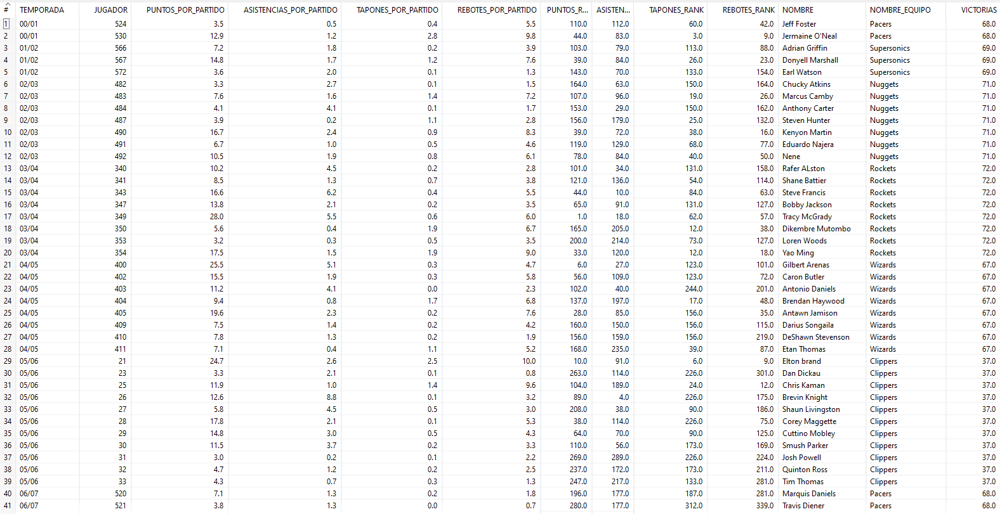 # TEMPORADA JUGADOR PUNTOS_POR_PARTIDO ASISTENCIAS_POR_PARTIDO TAPONES_POR_PARTIDO REBOTES_POR_PARTIDO PUNTOS_R... ASISTEN... TAPONES_RANK REBOTES_RANK NOMBRE NOMBRE_EQUIPO VICTORIAS
1 00/01 524 3.5 0.5 0.4 5.5 110.0 112.0 60.0 42.0 Jeff Foster Pacers 68.0
2 00/01 530 12.9 1.2 2.8 9.8 44.0 83.0 3.0 9.0 Jermaine O'Neal Pacers 68.0
3 01/02 566 7.2 1.8 0.2 3.9 103.0 79.0 113.0 88.0 Adrian Griffin Supersonics 69.0
4 01/02 567 14.8 1.7 1.2 7.6 39.0 84.0 26.0 23.0 Donyell Marshall Supersonics 69.0
5 01/02 572 3.6 2.0 0.1 1.3 143.0 70.0 133.0 154.0 Earl Watson Supersonics 69.0
6 02/03 482 3.3 2.7 0.1 1.5 164.0 63.0 150.0 164.0 Chucky Atkins Nuggets 71.0
7 02/03 483 7.6 1.6 1.4 7.2 107.0 96.0 19.0 26.0 Marcus Camby Nuggets 71.0
8 02/03 484 4.1 4.1 0.1 1.7 153.0 29.0 150.0 162.0 Anthony Carter Nuggets 71.0
9 02/03 487 3.9 0.2 1.1 2.8 156.0 179.0 25.0 132.0 Steven Hunter Nuggets 71.0
10 02/03 490 16.7 2.4 0.9 8.3 39.0 72.0 38.0 16.0 Kenyon Martin Nuggets 71.0
11 02/03 491 6.7 1.0 0.5 4.6 119.0 129.0 68.0 77.0 Eduardo Najera Nuggets 71.0
12 02/03 492 10.5 1.9 0.8 6.1 78.0 84.0 40.0 50.0 Nene Nuggets 71.0
13 03/04 340 10.2 4.5 0.2 2.8 101.0 34.0 131.0 158.0 Rafer ALston Rockets 72.0
14 03/04 341 8.5 1.3 0.7 3.8 121.0 136.0 54.0 114.0 Shane Battier Rockets 72.0
15 03/04 343 16.6 6.2 0.4 5.5 44.0 10.0 84.0 63.0 Steve Francis Rockets 72.0
16 03/04 347 13.8 2.1 0.2 3.5 65.0 91.0 131.0 127.0 Bobby Jackson Rockets 72.0
17 03/04 349 28.0 5.5 0.6 6.0 1.0 18.0 62.0 57.0 Tracy McGrady Rockets 72.0
18 03/04 350 5.6 0.4 1.9 6.7 165.0 205.0 12.0 38.0 Dikembre Mutombo Rockets 72.0
19 03/04 353 3.2 0.3 0.5 3.5 200.0 214.0 73.0 127.0 Loren Woods Rockets 72.0
20 03/04 354 17.5 1.5 1.9 9.0 33.0 120.0 12.0 18.0 Yao Ming Rockets 72.0
21 04/05 400 25.5 5.1 0.3 4.7 6.0 27.0 123.0 101.0 Gilbert Arenas Wizards 67.0
22 04/05 402 15.5 1.9 0.3 5.8 56.0 109.0 123.0 72.0 Caron Butler Wizards 67.0
23 04/05 403 11.2 4.1 0.0 2.3 102.0 40.0 244.0 201.0 Antonio Daniels Wizards 67.0
24 04/05 404 9.4 0.8 1.7 6.8 137.0 197.0 17.0 48.0 Brendan Haywood Wizards 67.0
25 04/05 405 19.6 2.3 0.2 7.6 28.0 85.0 156.0 35.0 Antawn Jamison Wizards 67.0
26 04/05 409 7.5 1.4 0.2 4.2 160.0 150.0 156.0 115.0 Darius Songaila Wizards 67.0
27 04/05 410 7.8 1.3 0.2 1.9 156.0 159.0 156.0 219.0 DeShawn Stevenson Wizards 67.0
28 04/05 411 7.1 0.4 1.1 5.2 168.0 235.0 39.0 87.0 Etan Thomas Wizards 67.0
29 05/06 21 24.7 2.6 2.5 10.0 10.0 91.0 6.0 9.0 Elton brand Clippers 37.0
30 05/06 23 3.3 2.1 0.1 0.8 263.0 114.0 226.0 301.0 Dan Dickau Clippers 37.0
31 05/06 25 11.9 1.0 1.4 9.6 104.0 189.0 24.0 12.0 Chris Kaman Clippers 37.0
32 05/06 26 12.6 8.8 0.1 3.2 89.0 4.0 226.0 175.0 Brevin Knight Clippers 37.0
33 05/06 27 5.8 4.5 0.5 3.0 208.0 38.0 90.0 186.0 Shaun Livingston Clippers 37.0
34 05/06 28 17.8 2.1 0.1 5.3 38.0 114.0 226.0 75.0 Corey Maggette Clippers 37.0
35 05/06 29 14.8 3.0 0.5 4.3 64.0 70.0 90.0 125.0 Cuttino Mobley Clippers 37.0
36 05/06 30 11.5 3.7 0.2 3.3 110.0 56.0 173.0 169.0 Smush Parker Clippers 37.0
37 05/06 31 3.0 0.2 0.1 2.2 269.0 289.0 226.0 224.0 Josh Powell Clippers 37.0
38 05/06 32 4.7 1.2 0.2 2.5 237.0 172.0 173.0 211.0 Quinton Ross Clippers 37.0
39 05/06 33 4.3 0.7 0.3 1.3 247.0 217.0 133.0 281.0 Tim Thomas Clippers 37.0
40 06/07 520 7.1 1.3 0.2 1.8 196.0 177.0 187.0 281.0 Marquis Daniels Pacers 68.0
41 06/07 521 3.8 1.3 0.0 0.7 280.0 177.0 312.0 339.0 Travis Diener Pacers 68.0